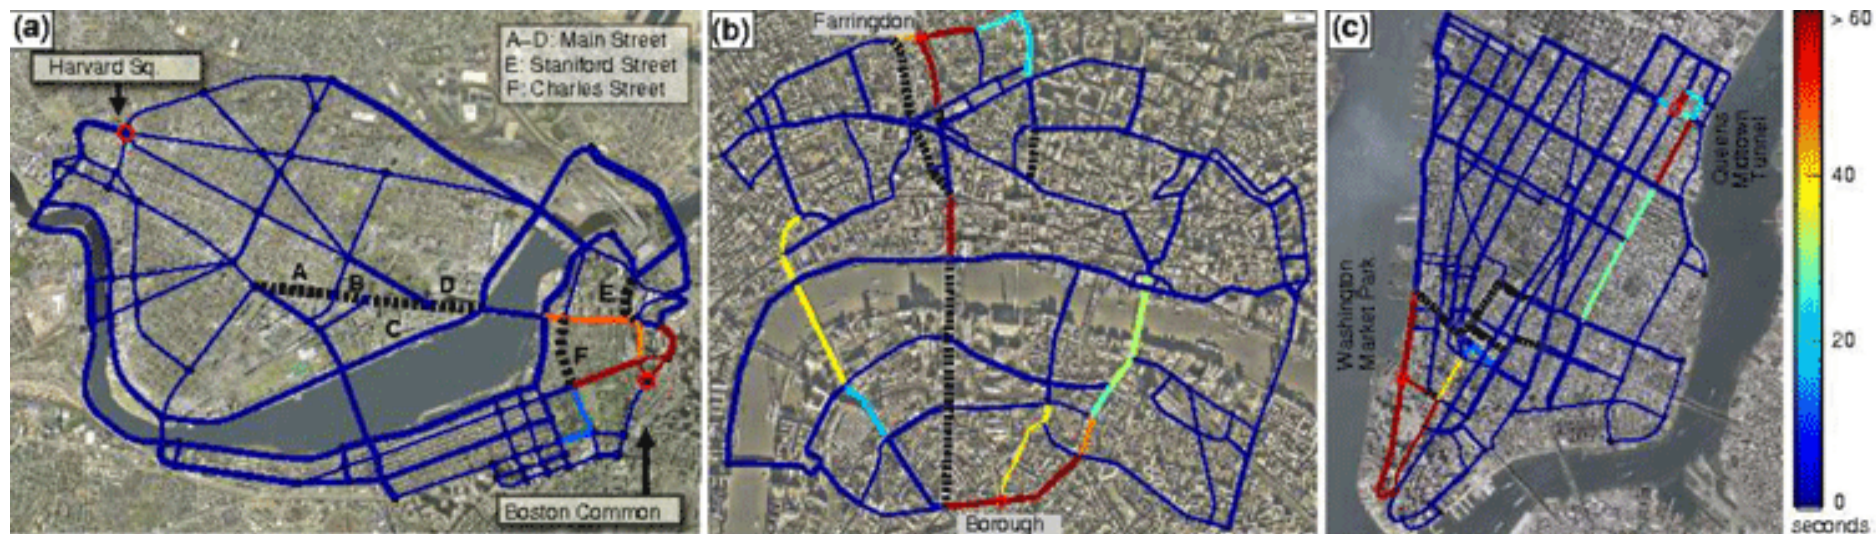 (a)
Harvard Sq.
A–D: Main Street
E: Staniford Street
F: Charles Street
A
B
C
D
E
F
Boston Common
(b)
Farringdon
Borough
(c)
Queens
Midtown
Tunnel
Washington
Market Park
> 60
40
20
0
seconds